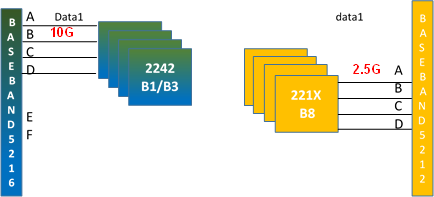 BASEBAND5216
A Data1
B 10G
C
D
E
F
2242
B1/B3
data1
2.5G A
B
C
D
221X
B8
BASEBAND5212